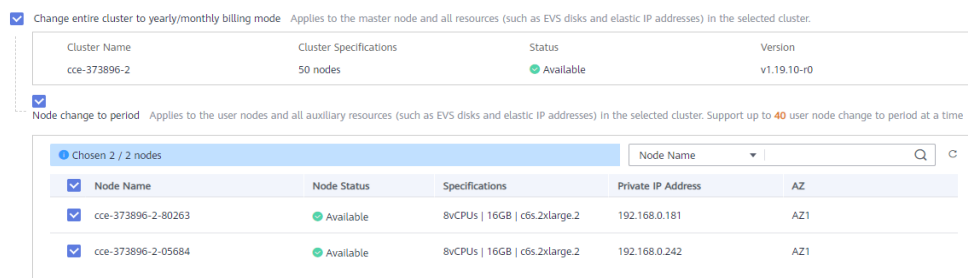 Change entire cluster to yearly/monthly billing mode Applies to the master node and all resources (such as EVS disks and elastic IP addresses) in the selected cluster.
Cluster Name Cluster Specifications Status Version
cce-373896-2 50 nodes Available v1.19.10-r0
Node change to period Applies to the user nodes and all auxiliary resources (such as EVS disks and elastic IP addresses) in the selected cluster. Support up to 40 user node change to period at a time
Chosen 2 / 2 nodes Node Name
Node Name Node Status Specifications Private IP Address AZ
cce-373896-2-80263 Available 8vCPUs | 16GB | c6s.2xlarge.2 192.168.0.181 AZ1
cce-373896-2-05684 Available 8vCPUs | 16GB | c6s.2xlarge.2 192.168.0.242 AZ1